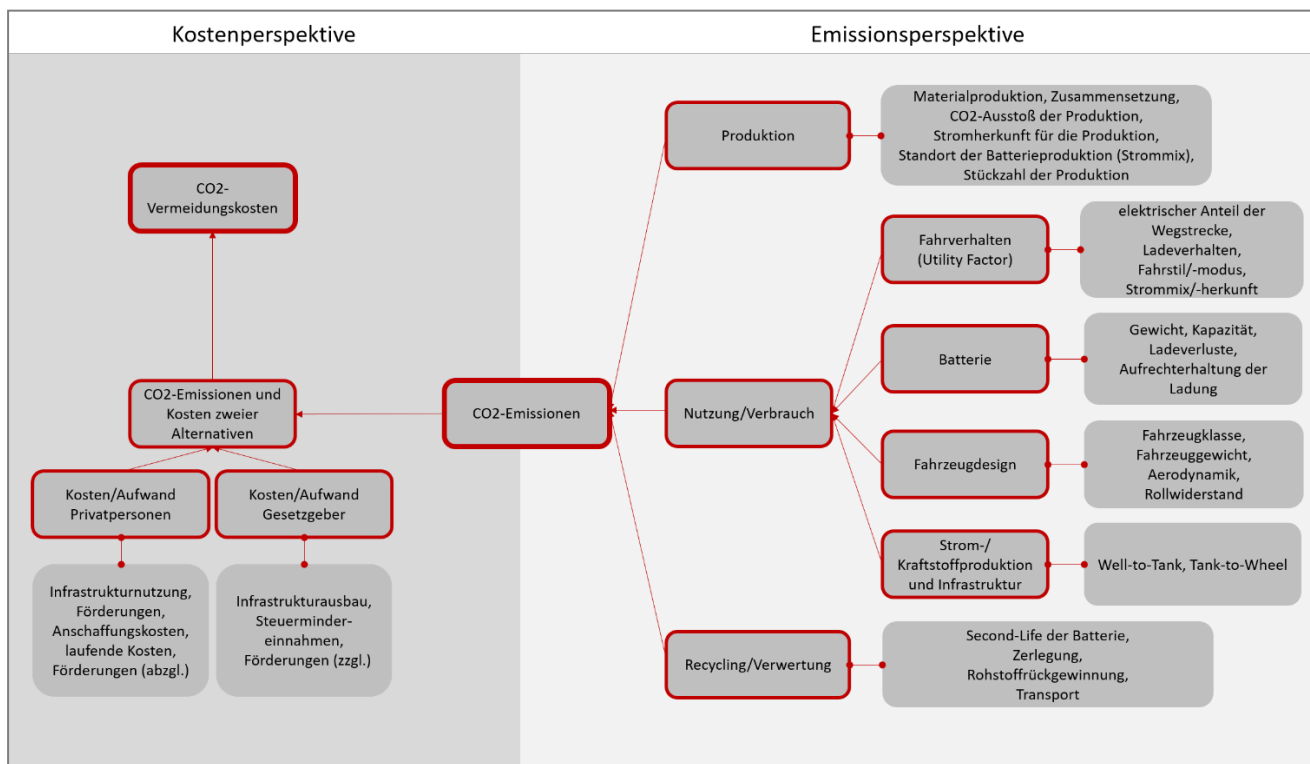 Kostenperspektive
Emissionsperspektive
CO2-
Vermeidungskosten
CO2-Emissionen und
Kosten zweier
Alternativen
Kosten/Aufwand
Privatpersonen
Kosten/Aufwand
Gesetzgeber
Infrastrukturnutzung,
Förderungen,
Anschaffungskosten,
laufende Kosten,
Förderungen (abzgl.)
Infrastrukturausbau,
Steuerminder-
einnahmen,
Förderungen (zzgl.)
CO2-Emissionen
Produktion
Materialproduktion, Zusammensetzung,
CO2-Ausstoß der Produktion,
Stromherkunft für die Produktion,
Standort der Batterieproduktion (Strommix),
Stückzahl der Produktion
Nutzung/Verbrauch
Fahrverhalten
(Utility Factor)
elektrischer Anteil der
Wegstrecke,
Ladeverhalten,
Fahrstil/-modus,
Strommix/-herkunft
Batterie
Gewicht, Kapazität,
Ladeverluste,
Aufrechterhaltung der
Ladung
Fahrzeugdesign
Fahrzeugklasse,
Fahrzeuggewicht,
Aerodynamik,
Rollwiderstand
Strom-/
Kraftstoffproduktion
und Infrastruktur
Well-to-Tank, Tank-to-Wheel
Recycling/Verwertung
Second-Life der Batterie,
Zerlegung,
Rohstoffrückgewinnung,
Transport